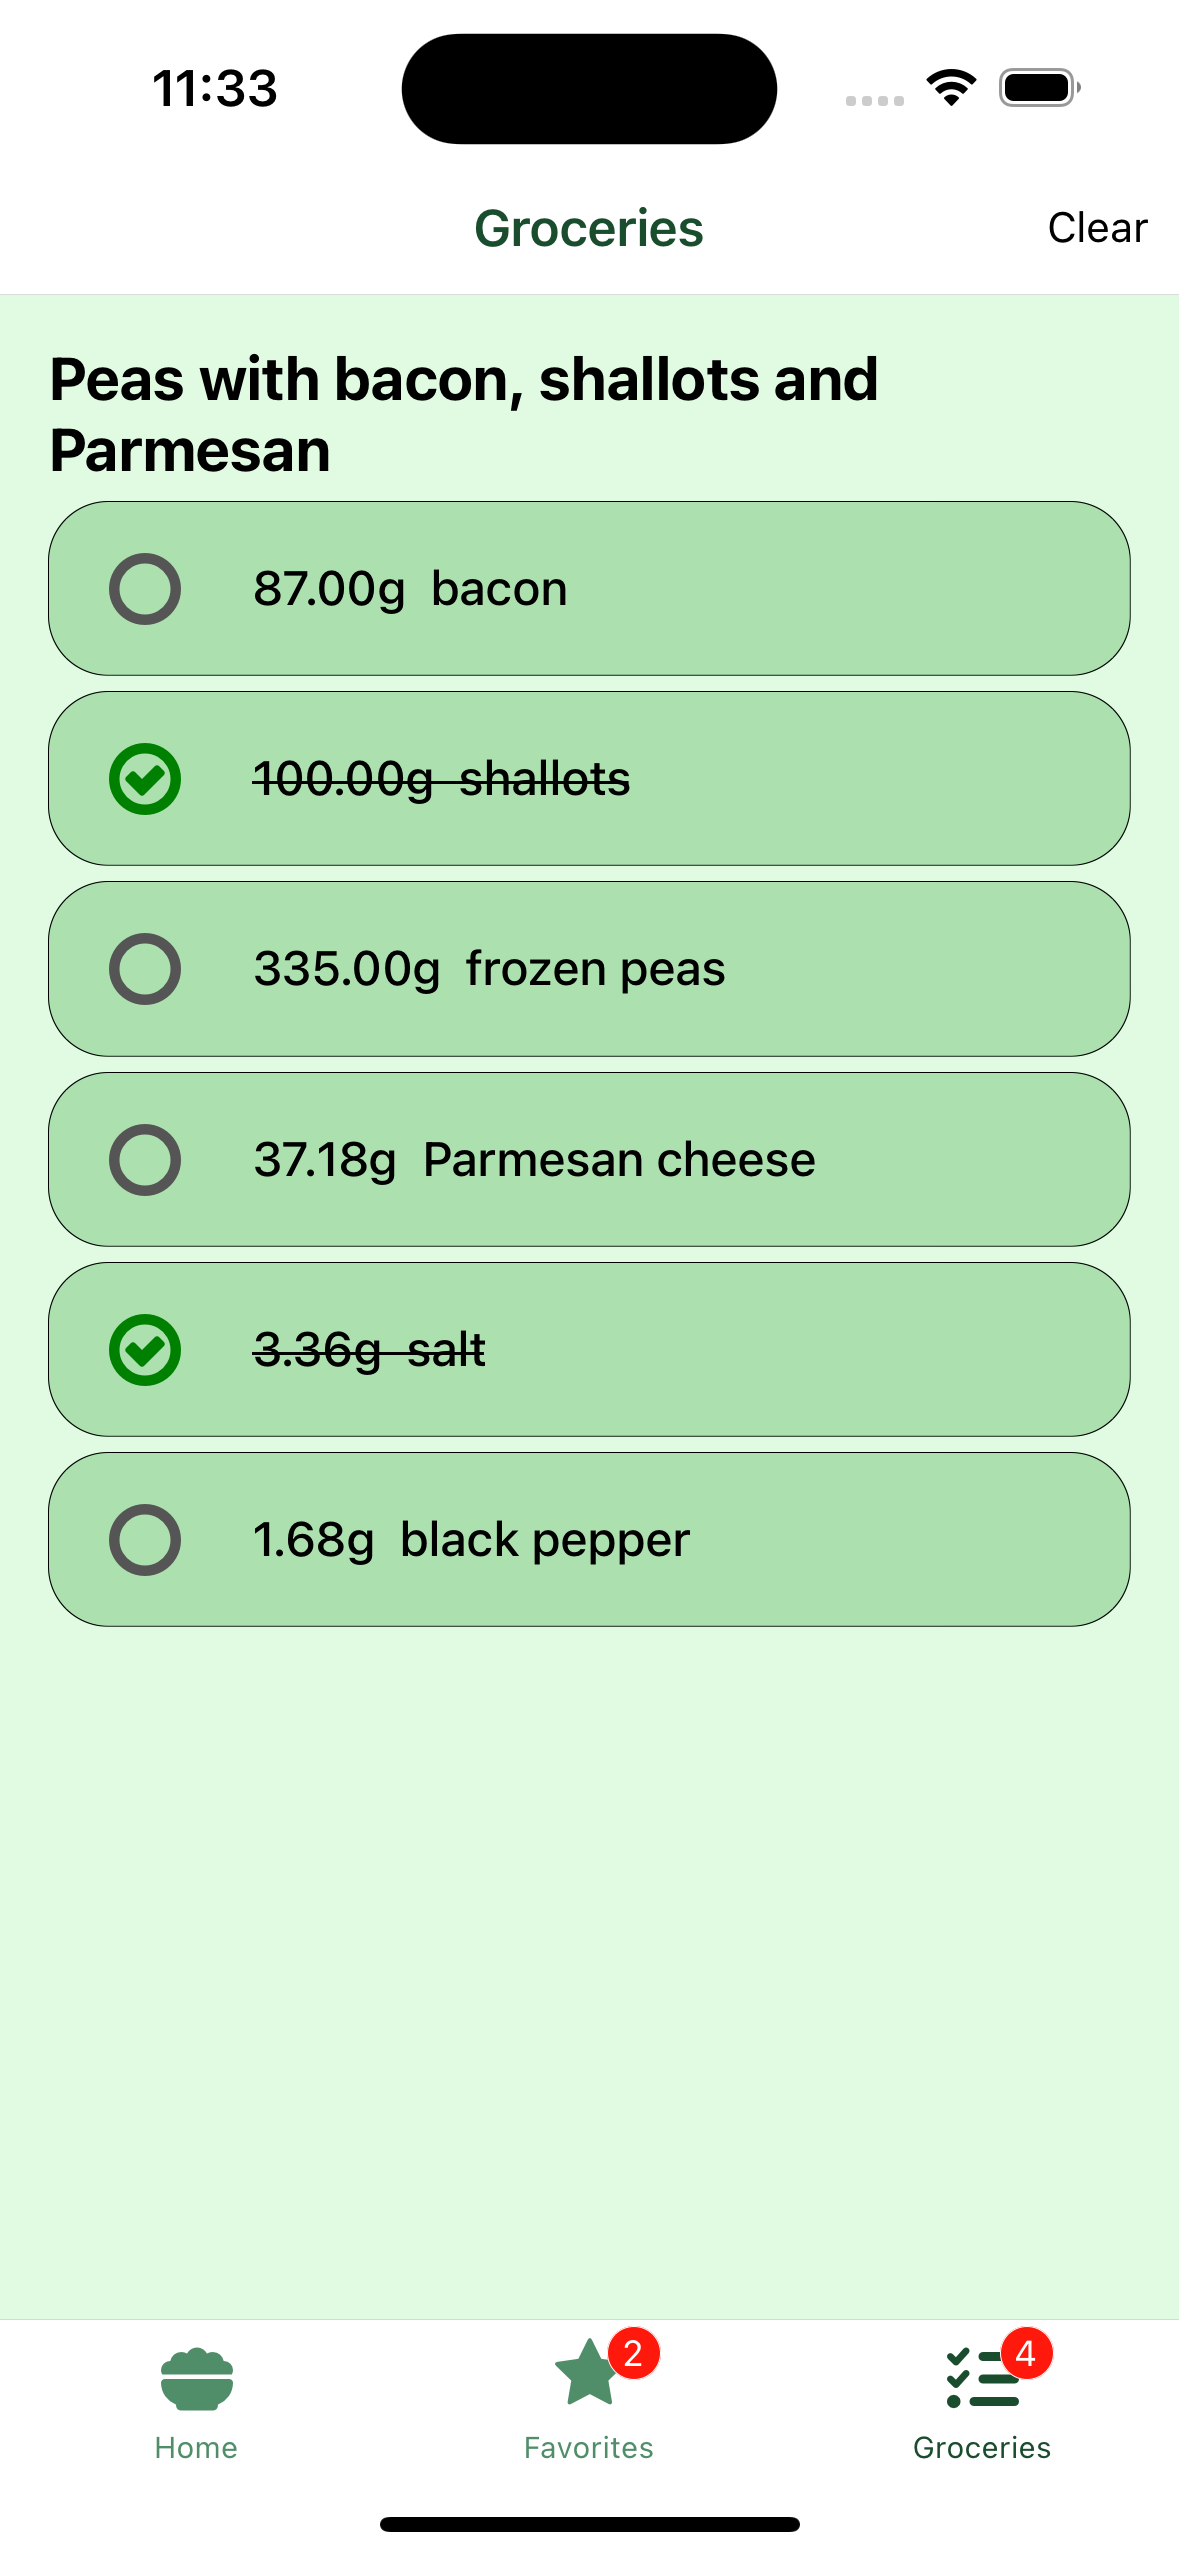 11:33
Groceries
Clear
Peas with bacon, shallots and
Parmesan
87.00g bacon
100.00g shallots
335.00g frozen peas
37.18g Parmesan cheese
3.36g salt
1.68g black pepper
2
4
Home
Favorites
Groceries